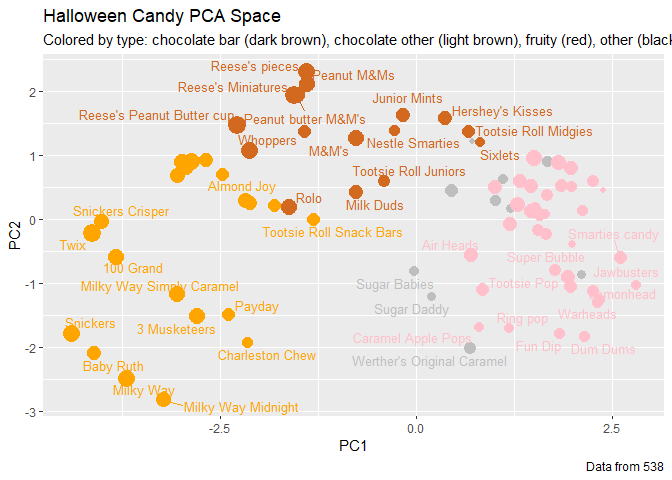 Halloween Candy PCA Space
Colored by type: chocolate bar (dark brown), chocolate other (light brown), fruity (red), other (blac
Reese's pieces
Peanut M&M's
Reese's Miniatures
Junior Mints
Reese's Peanut Butter cup
Peanut butter M&M's
Hershey's Kisses
Tootsie Roll Midgies
Whoppers
Nestle Smarties
M&M's
Sixlets
Tootsie Roll Juniors
Almond Joy
Rolo
Milk Duds
Snickers Crisper
Tootsie Roll Snack Bars
Smarties candy
Twix
Air Heads
Super Bubble
100 Grand
Jawbusters
Milky Way Simply Caramel
Sugar Babies
Tootsie Pop
monhead
Payday
Sugar Daddy
Warheads
Snickers
3 Musketeers
Ring pop
Caramel Apple Pops
Fun Dip
Dum Dums
Charleston Chew
Werther's Original Caramel
Baby Ruth
Milky Way
Milky Way Midnight
2
1
0
-1
-2
-3
PC2
-2.5
0.0
2.5
PC1
Data from 538